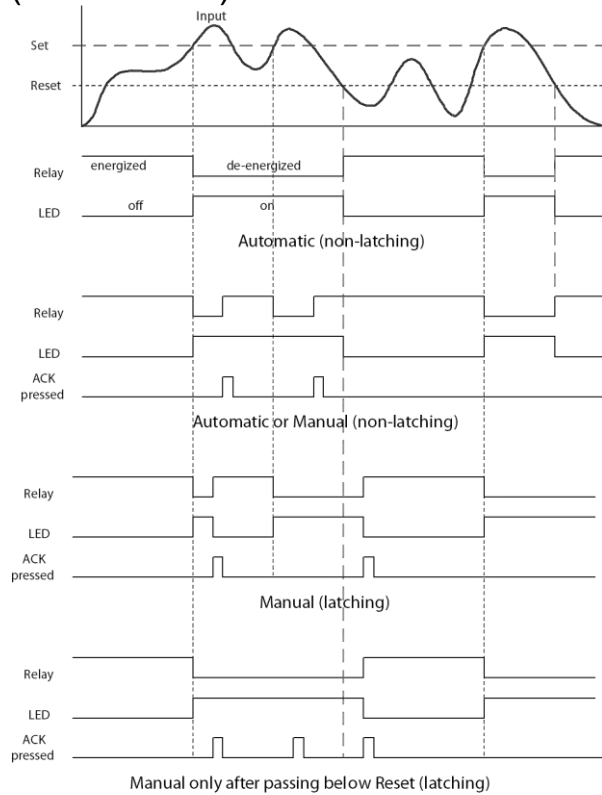 Input
Set
Reset
energized de-energized
Relay
LED off on
Automatic (non-latching)
Relay
LED
ACK
pressed
Automatic or Manual (non-latching)
Relay
LED
ACK
pressed
Manual (latching)
Relay
LED
ACK
pressed
Manual only after passing below Reset (latching)